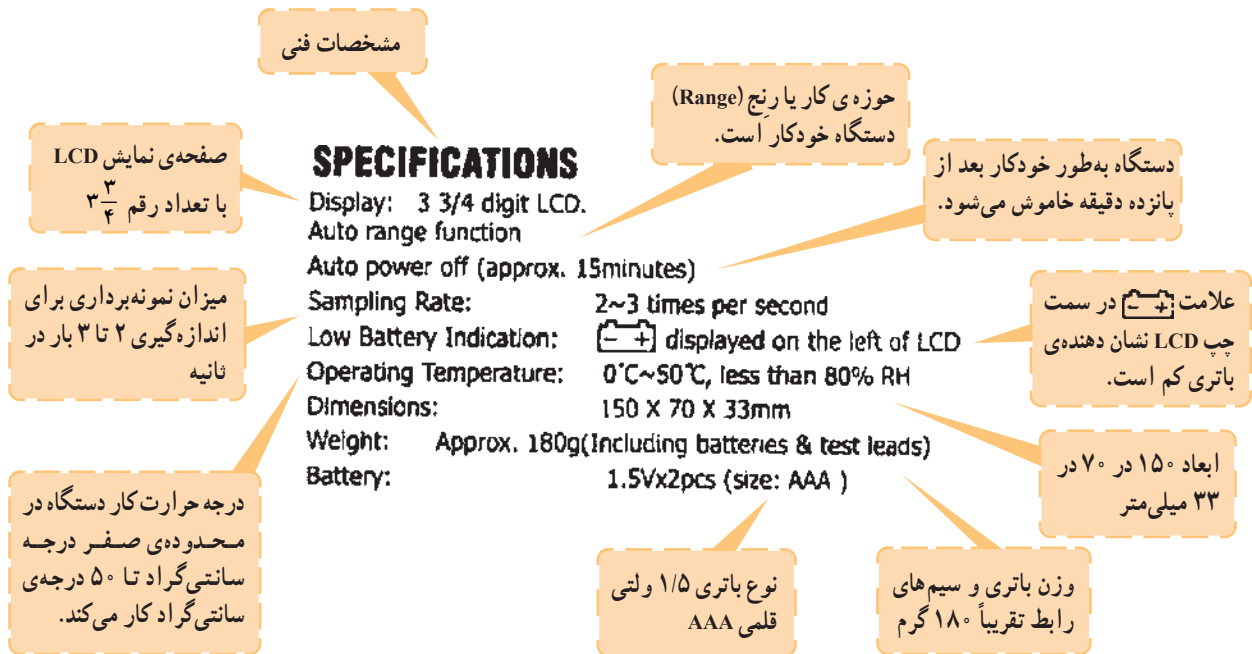 مشخصات فنی
حوزه ی کار یا رنج (Range)
دستگاه خودکار است.
دستگاه به‌طور خودکار بعد از
پانزده دقیقه خاموش می‌شود.
صفحه‌ی نمایش LCD
با تعداد رقم ۳ ۳/۴
SPECIFICATIONS
Display: 3 3/4 digit LCD.
Auto range function
Auto power off (approx. 15minutes)
Sampling Rate: 2~3 times per second
Low Battery Indication: [- +] displayed on the left of LCD
Operating Temperature: 0°C~50°C, less than 80% RH
Dimensions: 150 X 70 X 33mm
Weight: Approx. 180g(Including batteries & test leads)
Battery: 1.5Vx2pcs (size: AAA )
میزان نمونه‌برداری برای
اندازه‌گیری ۲ تا ۳ بار در
ثانیه
علامت [- +] در سمت
چپ LCD نشان دهنده‌ی
باتری کم است.
ابعاد ۱۵۰ در ۷۰ در
۳۳ میلی‌متر
درجه حرارت کار دستگاه در
محدوده‌ی صفر درجه
سانتی‌گراد تا ۵۰ درجه‌ی
سانتی‌گراد کار می‌کند.
نوع باتری ۱/۵ ولتی
قلمی AAA
وزن باتری و سیم‌های
رابط تقریباً ۱۸۰ گرم